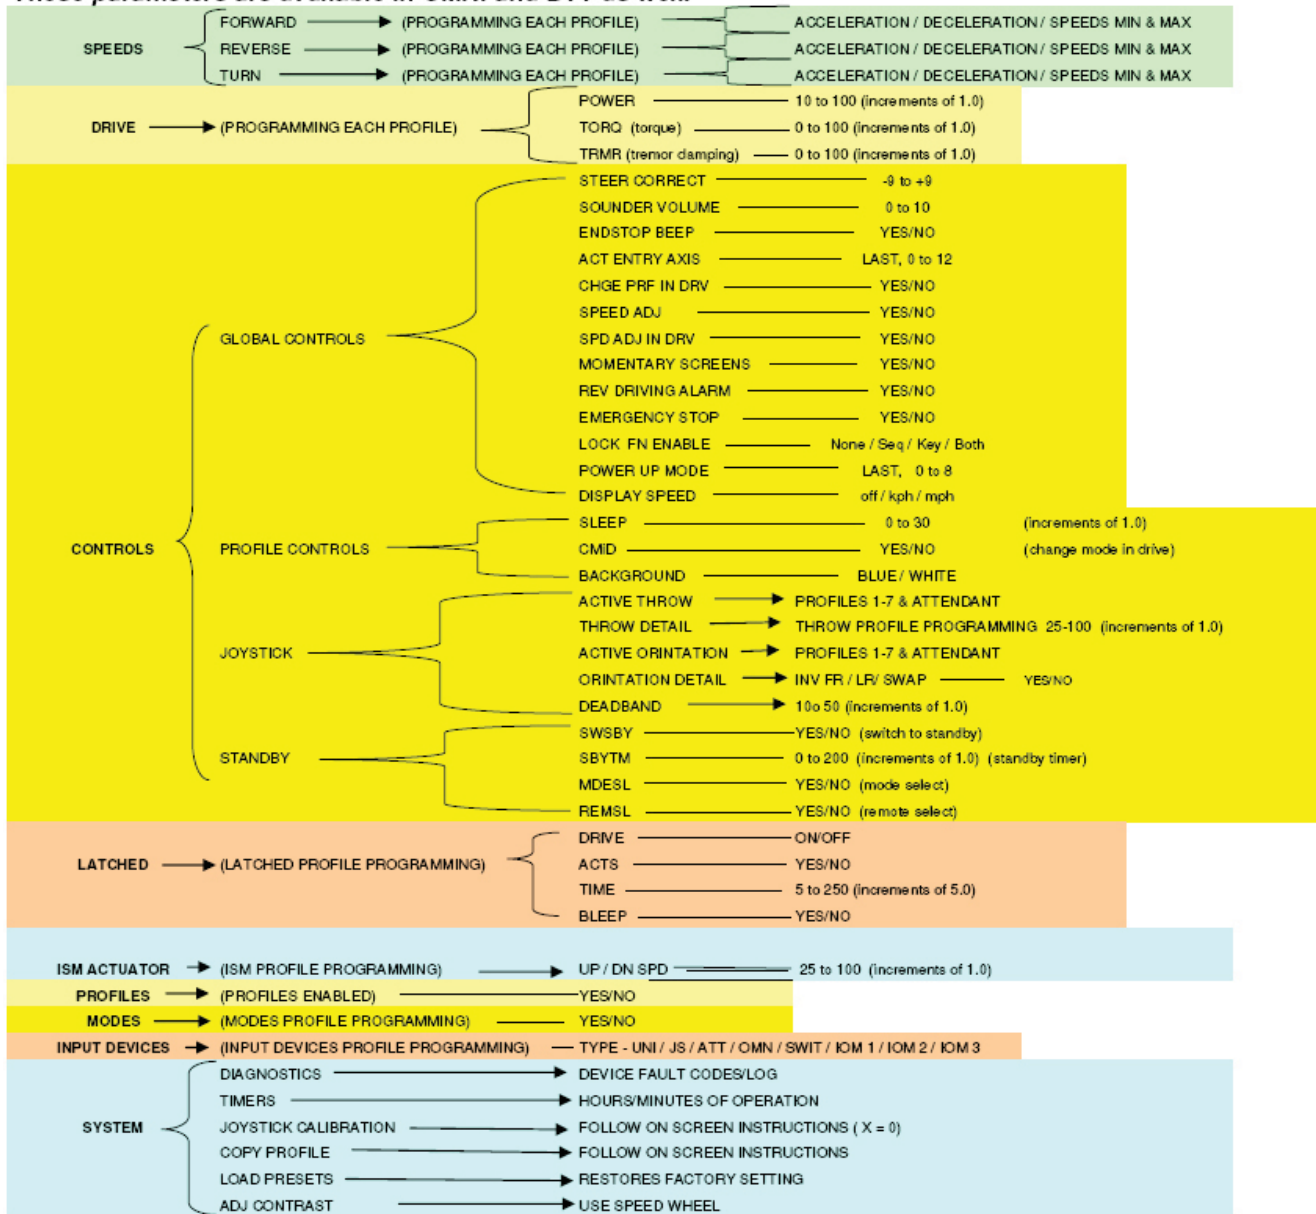 SPEEDS
FORWARD (PROGRAMMING EACH PROFILE) ACCELERATION / DECELERATION / SPEEDS MIN & MAX
REVERSE (PROGRAMMING EACH PROFILE) ACCELERATION / DECELERATION / SPEEDS MIN & MAX
TURN (PROGRAMMING EACH PROFILE) ACCELERATION / DECELERATION / SPEEDS MIN & MAX
DRIVE (PROGRAMMING EACH PROFILE)
POWER 10 to 100 (increments of 1.0)
TORQ (torque) 0 to 100 (increments of 1.0)
TRMR (tremor damping) 0 to 100 (increments of 1.0)
CONTROLS
GLOBAL CONTROLS
STEER CORRECT -9 to +9
SOUNDER VOLUME 0 to 10
ENDSTOP BEEP YES/NO
ACT ENTRY AXIS LAST, 0 to 12
CHGE PRF IN DRV YES/NO
SPEED ADJ YES/NO
SPD ADJ IN DRV YES/NO
MOMENTARY SCREENS YES/NO
REV DRIVING ALARM YES/NO
EMERGENCY STOP YES/NO
LOCK FN ENABLE None / Seq / Key / Both
POWER UP MODE LAST, 0 to 8
DISPLAY SPEED off / kph / mph
PROFILE CONTROLS
SLEEP 0 to 30 (increments of 1.0)
CMID YES/NO (change mode in drive)
BACKGROUND BLUE / WHITE
JOYSTICK
ACTIVE THROW PROFILES 1-7 & ATTENDANT
THROW DETAIL THROW PROFILE PROGRAMMING 25-100 (increments of 1.0)
ACTIVE ORINTATION PROFILES 1-7 & ATTENDANT
ORINTATION DETAIL INV FR / LR/ SWAP YES/NO
DEADBAND 10o 50 (increments of 1.0)
STANDBY
SWSBY YES/NO (switch to standby)
SBYTM 0 to 200 (increments of 1.0) (standby timer)
MDESL YES/NO (mode select)
REMSL YES/NO (remote select)
LATCHED (LATCHED PROFILE PROGRAMMING)
DRIVE ON/OFF
ACTS YES/NO
TIME 5 to 250 (increments of 5.0)
BLEEP YES/NO
ISM ACTUATOR (ISM PROFILE PROGRAMMING) UP / DN SPD 25 to 100 (increments of 1.0)
PROFILES (PROFILES ENABLED) YES/NO
MODES (MODES PROFILE PROGRAMMING) YES/NO
INPUT DEVICES (INPUT DEVICES PROFILE PROGRAMMING) TYPE - UNI / JS / ATT / OMN / SWIT / IOM 1 / IOM 2 / IOM 3
SYSTEM
DIAGNOSTICS DEVICE FAULT CODES/LOG
TIMERS HOURS/MINUTES OF OPERATION
JOYSTICK CALIBRATION FOLLOW ON SCREEN INSTRUCTIONS ( X = 0)
COPY PROFILE FOLLOW ON SCREEN INSTRUCTIONS
LOAD PRESETS RESTORES FACTORY SETTING
ADJ CONTRAST USE SPEED WHEEL